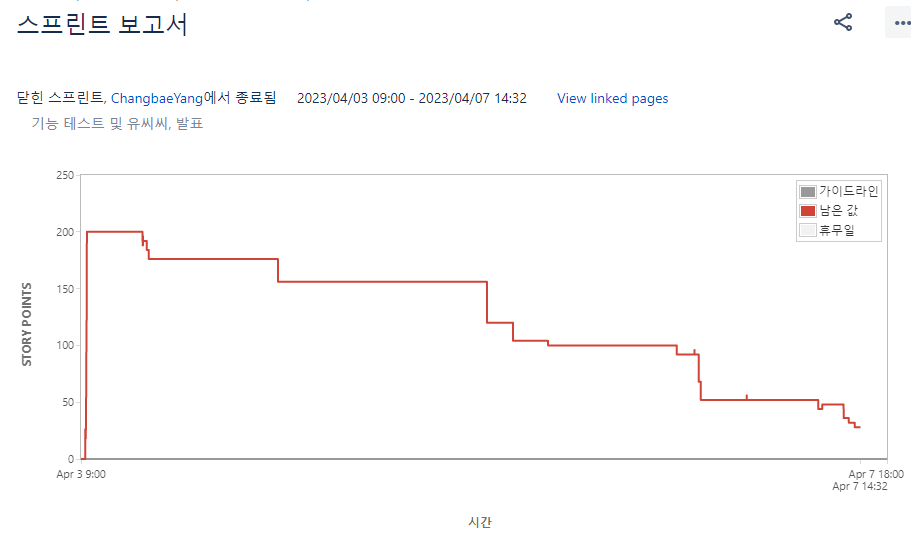 스프린트 보고서
닫힌 스프린트, ChangbaeYang에서 종료됨 2023/04/03 09:00 - 2023/04/07 14:32 View linked pages
기능 테스트 및 유씨씨, 발표
250
가이드라인
남은 값
휴무일
200
150
100
50
0
STORY POINTS
Apr 3 9:00
Apr 7 18:00
Apr 7 14:32
시간